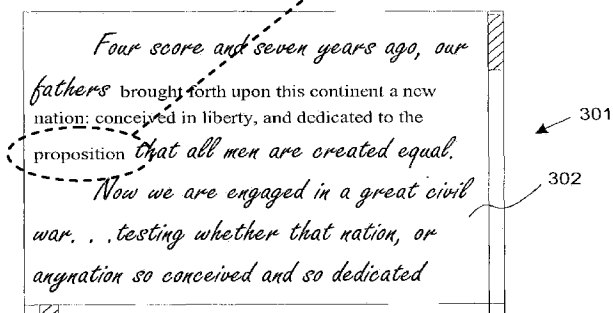 Four score and seven years ago, our
fathers brought forth upon this continent a new
nation: conceived in liberty, and dedicated to the
proposition that all men are created equal.
Now we are engaged in a great civil
war. . .testing whether that nation, or
anynation so conceived and so dedicated
301
302